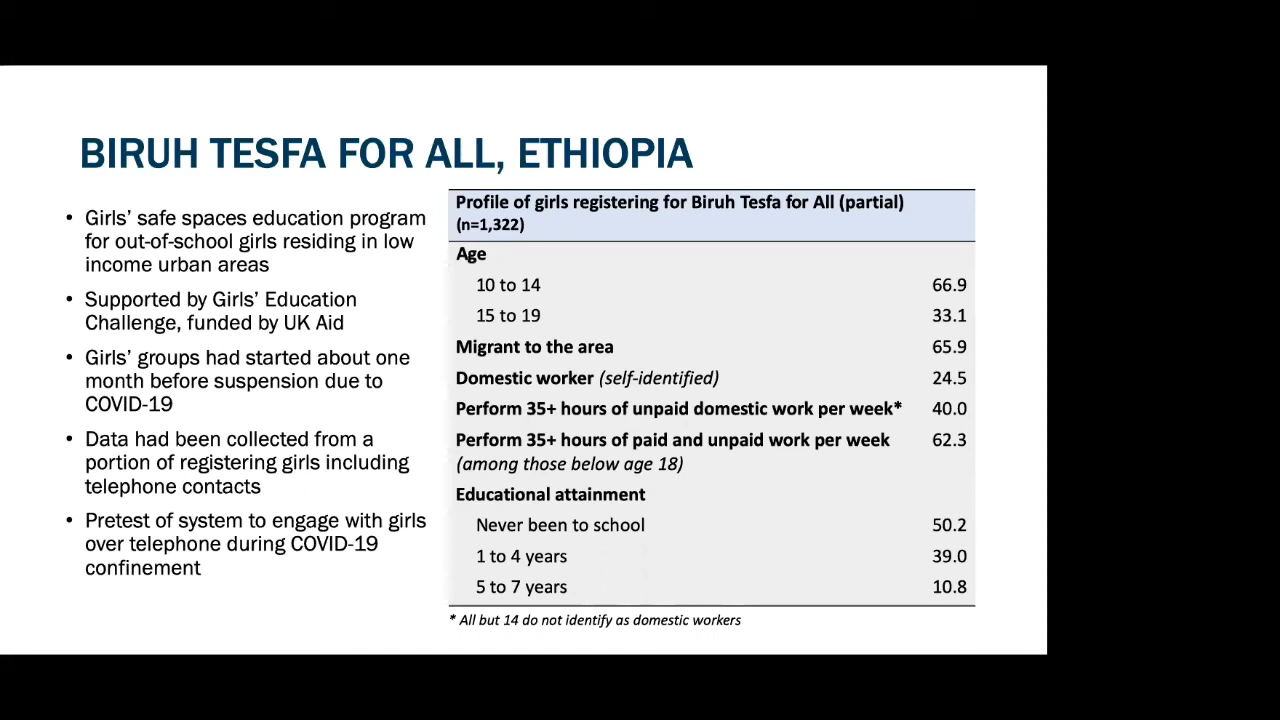 BIRUH TESFA FOR ALL, ETHIOPIA
• Girls’ safe spaces education program
for out-of-school girls residing in low
income urban areas
• Supported by Girls’ Education
Challenge, funded by UK Aid
• Girls’ groups had started about one
month before suspension due to
COVID-19
• Data had been collected from a
portion of registering girls including
telephone contacts
• Pretest of system to engage with girls
over telephone during COVID-19
confinement
Profile of girls registering for Biruh Tesfa for All (partial)
(n=1,322)
Age
10 to 14 66.9
15 to 19 33.1
Migrant to the area 65.9
Domestic worker (self-identified) 24.5
Perform 35+ hours of unpaid domestic work per week* 40.0
Perform 35+ hours of paid and unpaid work per week 62.3
(among those below age 18)
Educational attainment
Never been to school 50.2
1 to 4 years 39.0
5 to 7 years 10.8
* All but 14 do not identify as domestic workers